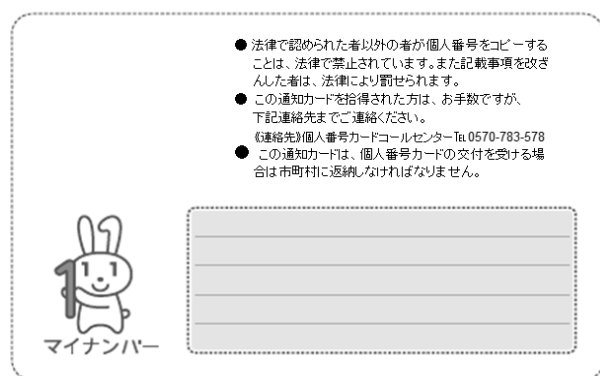 ● 法律で認められた者以外の者が個人番号をコピーする
ことは、法律で禁止されています。また記載事項を改ざ
んした者は、法律により罰せられます。
● この通知カードを拾得された方は、お手数ですが、
下記連絡先までご連絡ください。
《連絡先》個人番号カードコールセンター℡ 0570-783-578
● この通知カードは、個人番号カードの交付を受ける場
合は市町村に返納しなければなりません。
1
マイナンバー